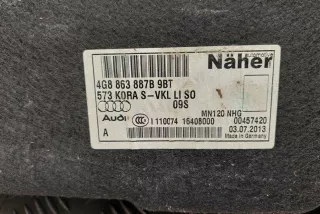 Näher
automotive
4G8 863 887B 9BT
573 KORA S-VKL LI SO
09S
MN120 NHG
Audi I 110074 16408000 00457420
A 03.07.2013
Made in Germany